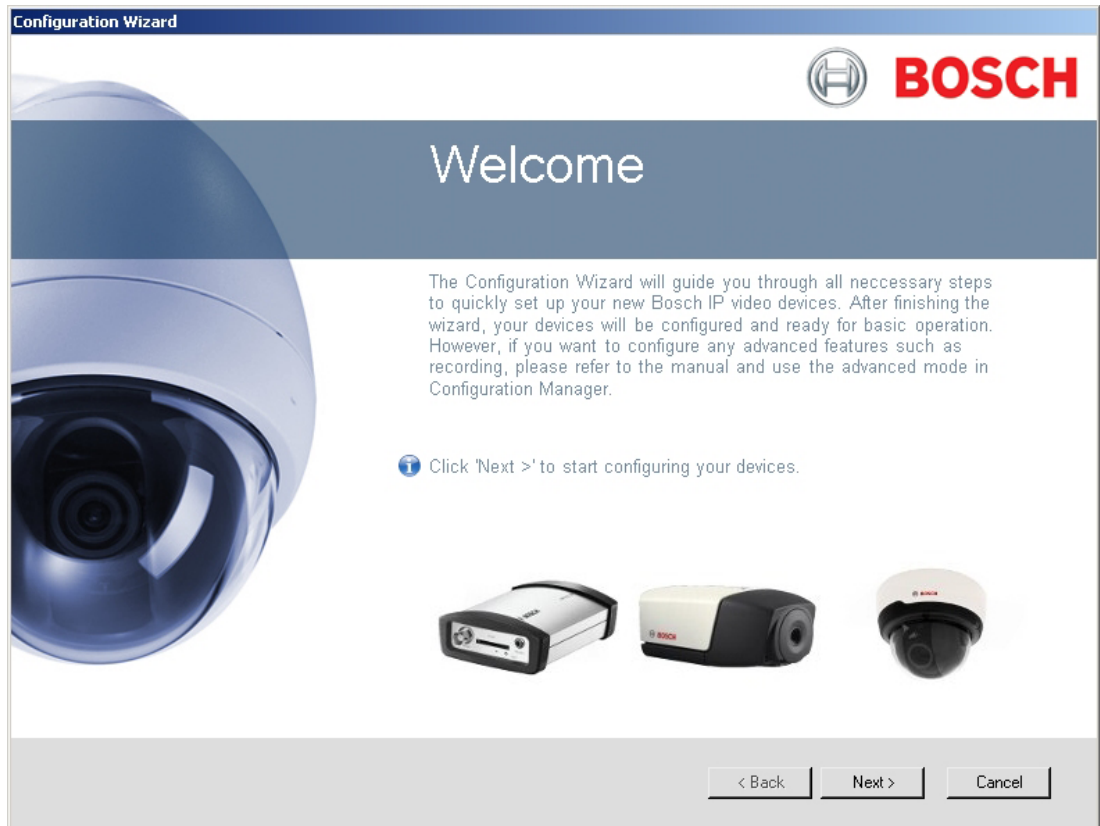 Configuration Wizard
BOSCH
Welcome
The Configuration Wizard will guide you through all neccessary steps
to quickly set up your new Bosch IP video devices. After finishing the
wizard, your devices will be configured and ready for basic operation.
However, if you want to configure any advanced features such as
recording, please refer to the manual and use the advanced mode in
Configuration Manager.
Click 'Next >' to start configuring your devices.
BOSCH
BOSCH
BOSCH
< Back
Next >
Cancel